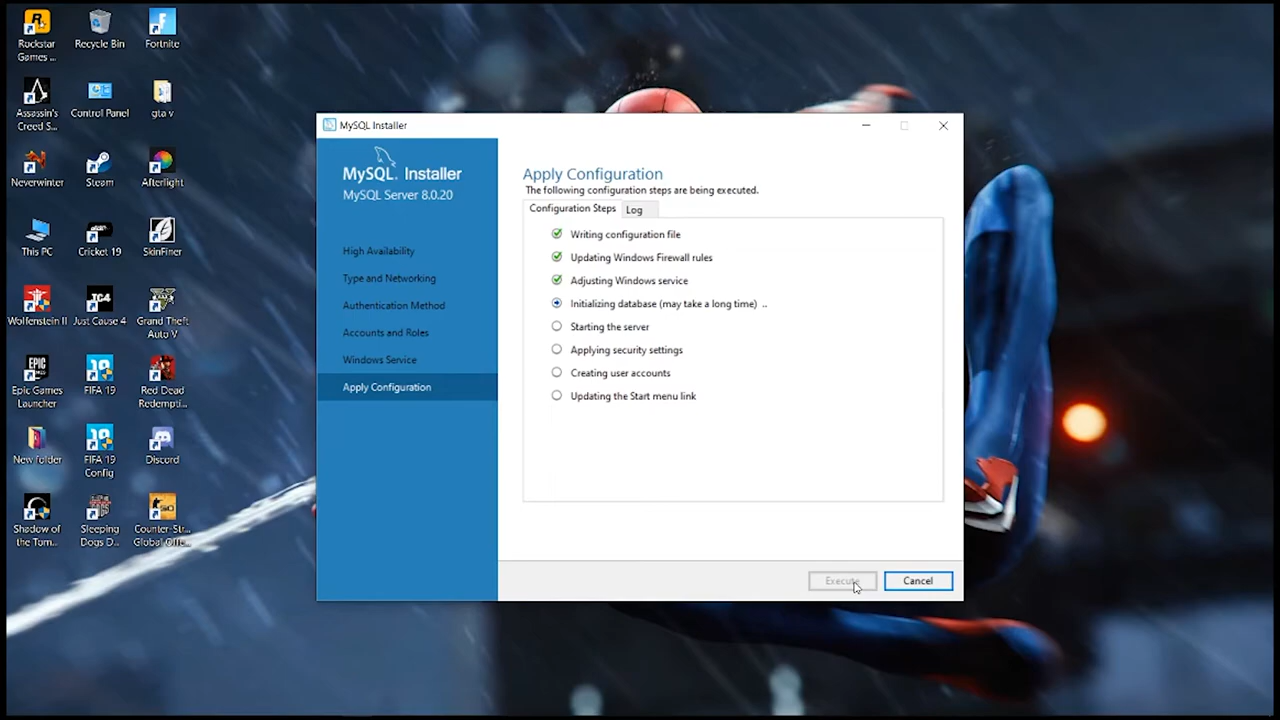 Rockstar
Games ...
Recycle Bin
Fortnite
Assassin's
Creed S...
Control Panel
gta v
Neverwinter
Steam
Afterlight
This PC
Cricket 19
SkinFiner
Wolfenstein II
Just Cause 4
Grand Theft
Auto V
Epic Games
Launcher
FIFA 19
Red Dead
Redempti...
New folder
FIFA 19
Config
Discord
Shadow of
the Tom...
Sleeping
Dogs D...
Counter-Str...
Global Offe...
MySQL Installer
MySQL. Installer
MySQL Server 8.0.20
High Availability
Type and Networking
Authentication Method
Accounts and Roles
Windows Service
Apply Configuration
Apply Configuration
The following configuration steps are being executed.
Configuration Steps
Log
Writing configuration file
Updating Windows Firewall rules
Adjusting Windows service
Initializing database (may take a long time) ..
Starting the server
Applying security settings
Creating user accounts
Updating the Start menu link
Execute
Cancel